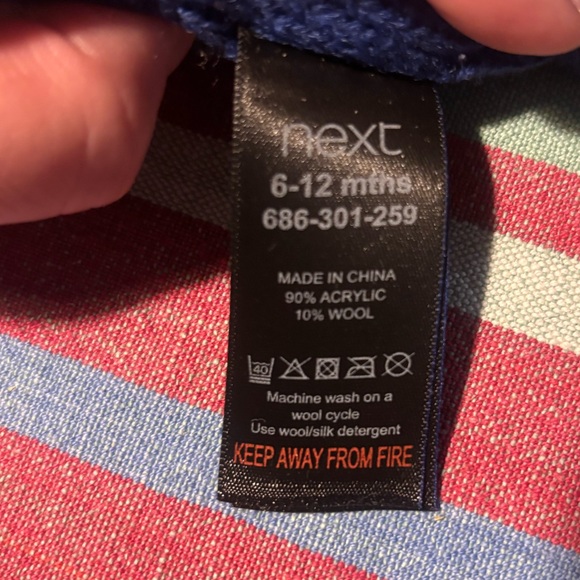 next
6-12 mths
686-301-259
MADE IN CHINA
90% ACRYLIC
10% WOOL
40
Machine wash on a
wool cycle
Use wool/silk detergent
KEEP AWAY FROM FIRE